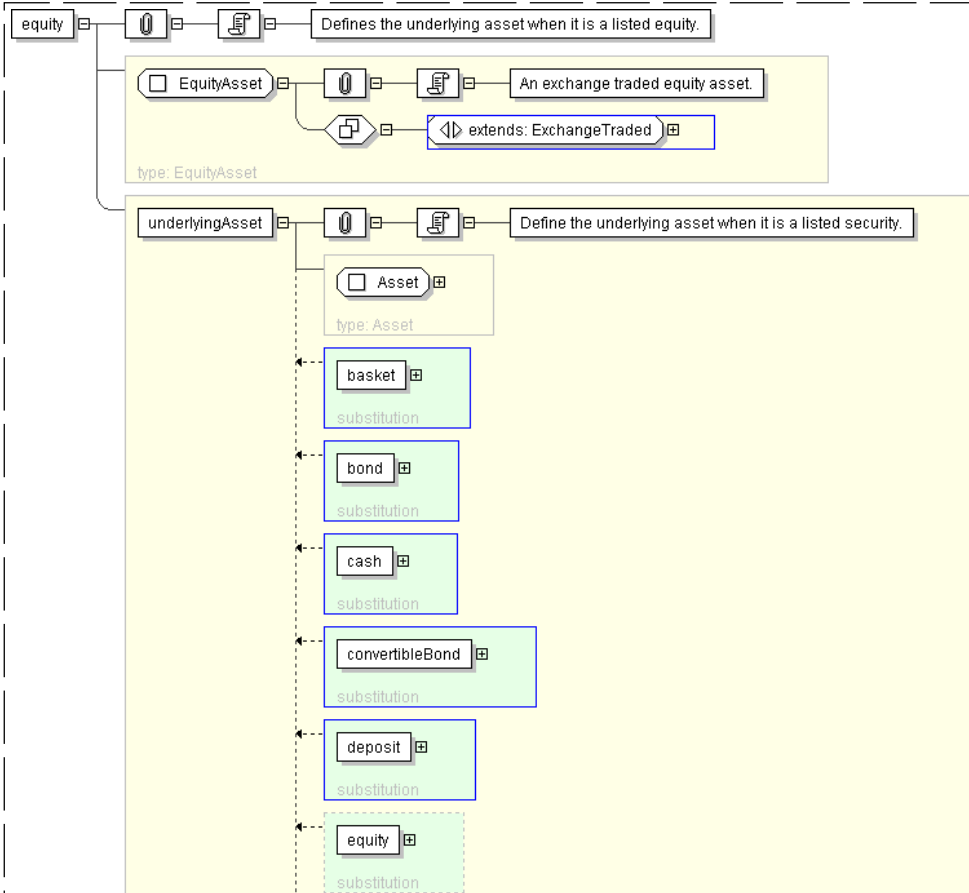 equity
Defines the underlying asset when it is a listed equity.
EquityAsset
An exchange traded equity asset.
extends: ExchangeTraded
type: EquityAsset
underlyingAsset
Define the underlying asset when it is a listed security.
Asset
type: Asset
basket
substitution
bond
substitution
cash
substitution
convertibleBond
substitution
deposit
substitution
equity
substitution